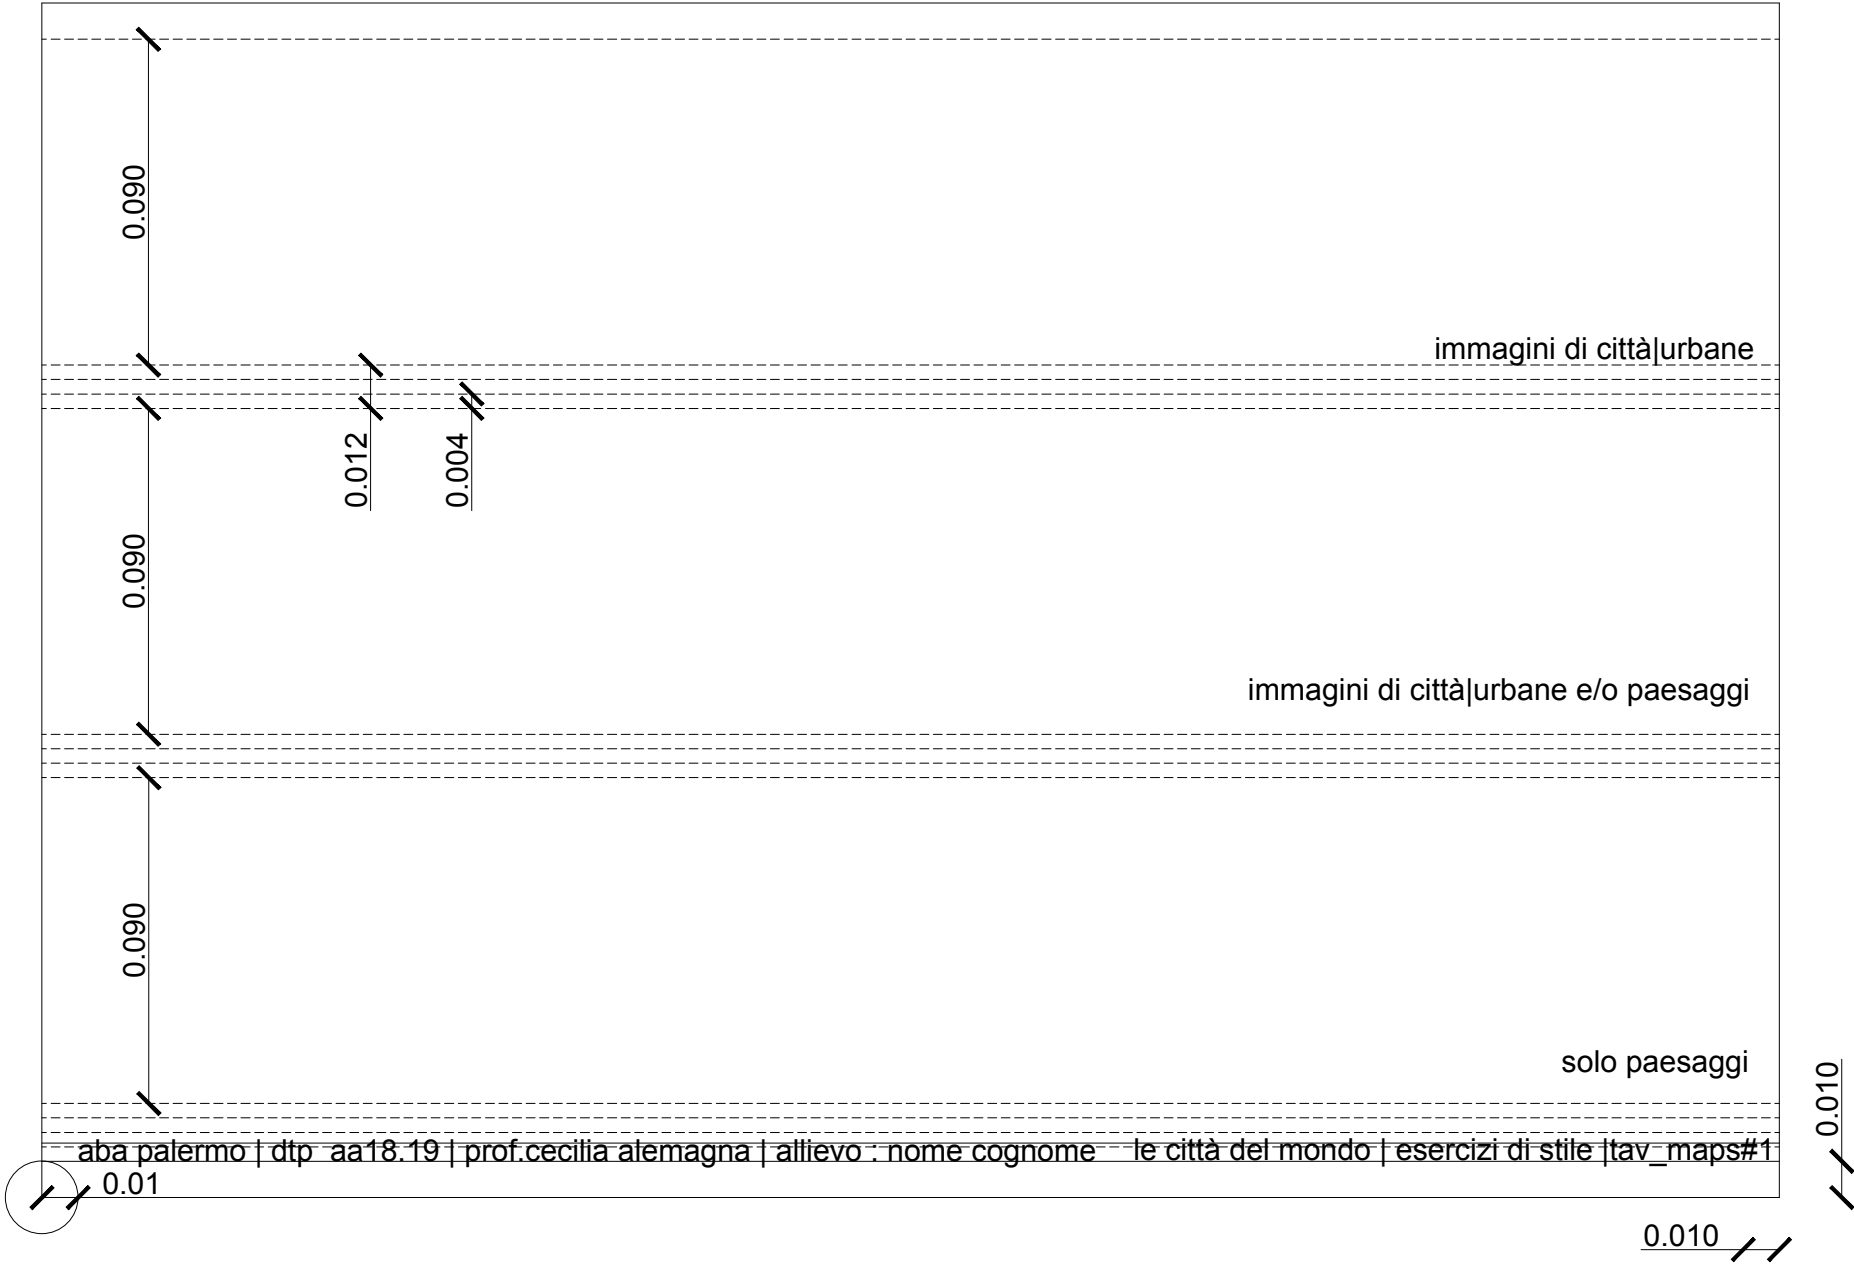 0.090
immagini di città|urbane
0.012
0.004
0.090
immagini di città|urbane e/o paesaggi
0.090
solo paesaggi
0.010
aba palermo | dtp aa18.19 | prof.cecilia alemagna | allievo : nome cognome le città del mondo | esercizi di stile |tav_maps#1
0.01
0.010